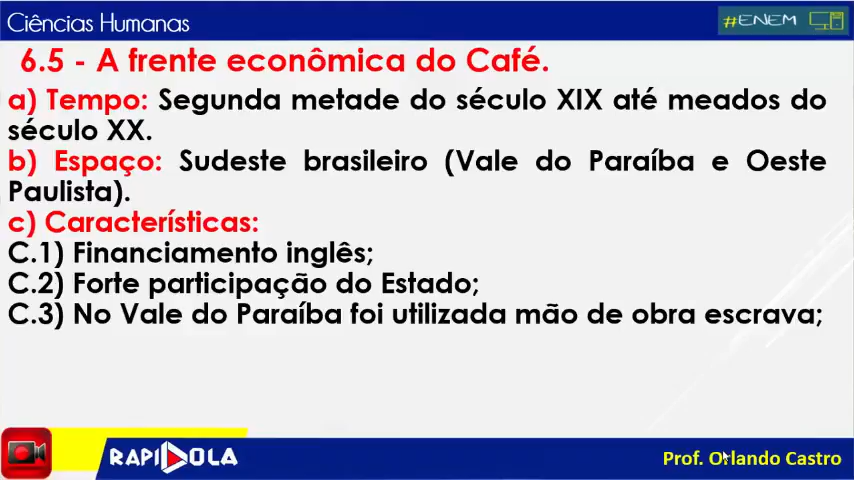 Ciências Humanas
#ENEM
6.5 - A frente econômica do Café.
a) Tempo: Segunda metade do século XIX até meados do
século XX.
b) Espaço: Sudeste brasileiro (Vale do Paraíba e Oeste
Paulista).
c) Características:
C.1) Financiamento inglês;
C.2) Forte participação do Estado;
C.3) No Vale do Paraíba foi utilizada mão de obra escrava;
RAPIDOLA
Prof. Orlando Castro